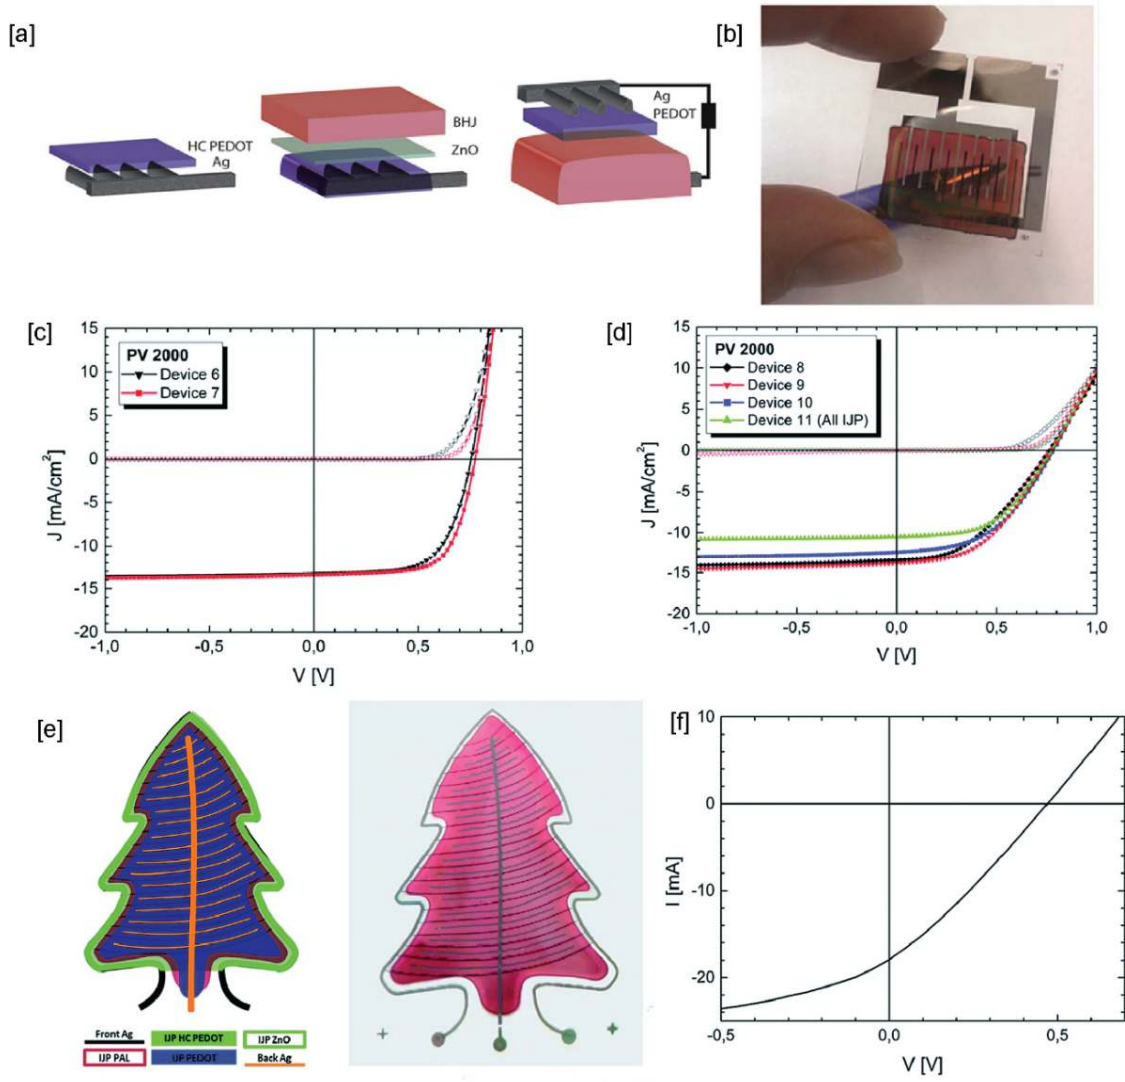 [a]
HC PEDOT
Ag
BHJ
ZnO
Ag
PEDOT
[b]
[c]
PV 2000
Device 6
Device 7
J [mA/cm²]
15
10
5
0
-5
-10
-15
-20
-1,0
-0,5
0,0
0,5
1,0
V [V]
[d]
PV 2000
Device 8
Device 9
Device 10
Device 11 (All IJP)
J [mA/cm²]
15
10
5
0
-5
-10
-15
-20
-1,0
-0,5
0,0
0,5
1,0
V [V]
[e]
Front Ag
IJP HC PEDOT
IJP ZnO
IJP PAL
IJP PEDOT
Back Ag
[f]
I [mA]
10
0
-10
-20
-0,5
0,0
0,5
V [V]